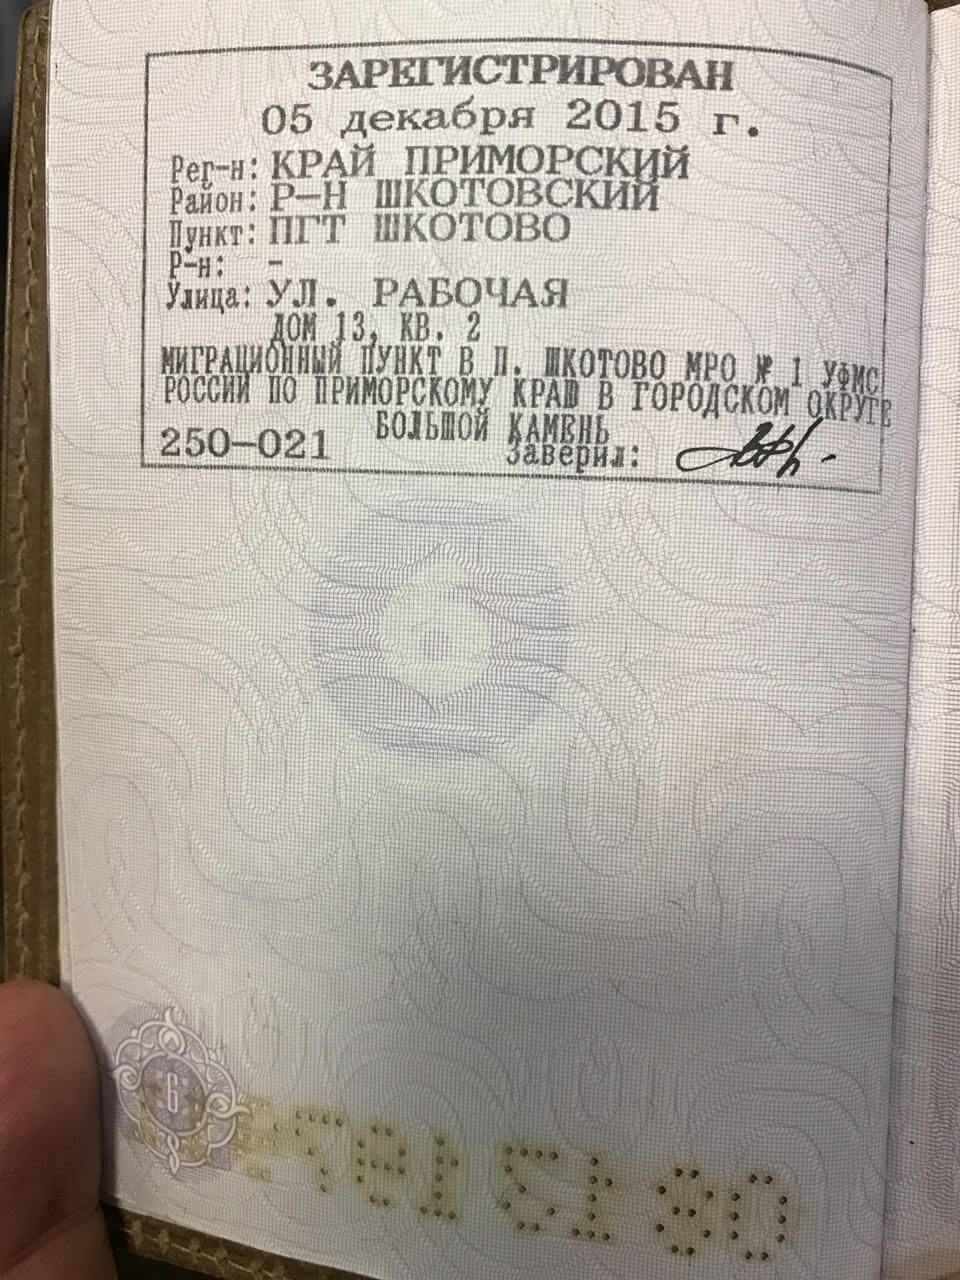 ЗАРЕГИСТРИРОВАН
05 декабря 2015 г.
Рег-н: КРАЙ ПРИМОРСКИЙ
Район: Р-Н ШКОТОВСКИЙ
Пункт: ПГТ ШКОТОВО
Р-н: -
Улица: УЛ. РАБОЧАЯ
ДОМ 13, КВ. 2
МИГРАЦИОННЫЙ ПУНКТ В П. ШКОТОВО МРО № 1 УФМС
РОССИИ ПО ПРИМОРСКОМУ КРАЮ В ГОРОДСКОМ ОКРУГЕ
БОЛЬШОЙ КАМЕНЬ
250-021 Заверил:
6